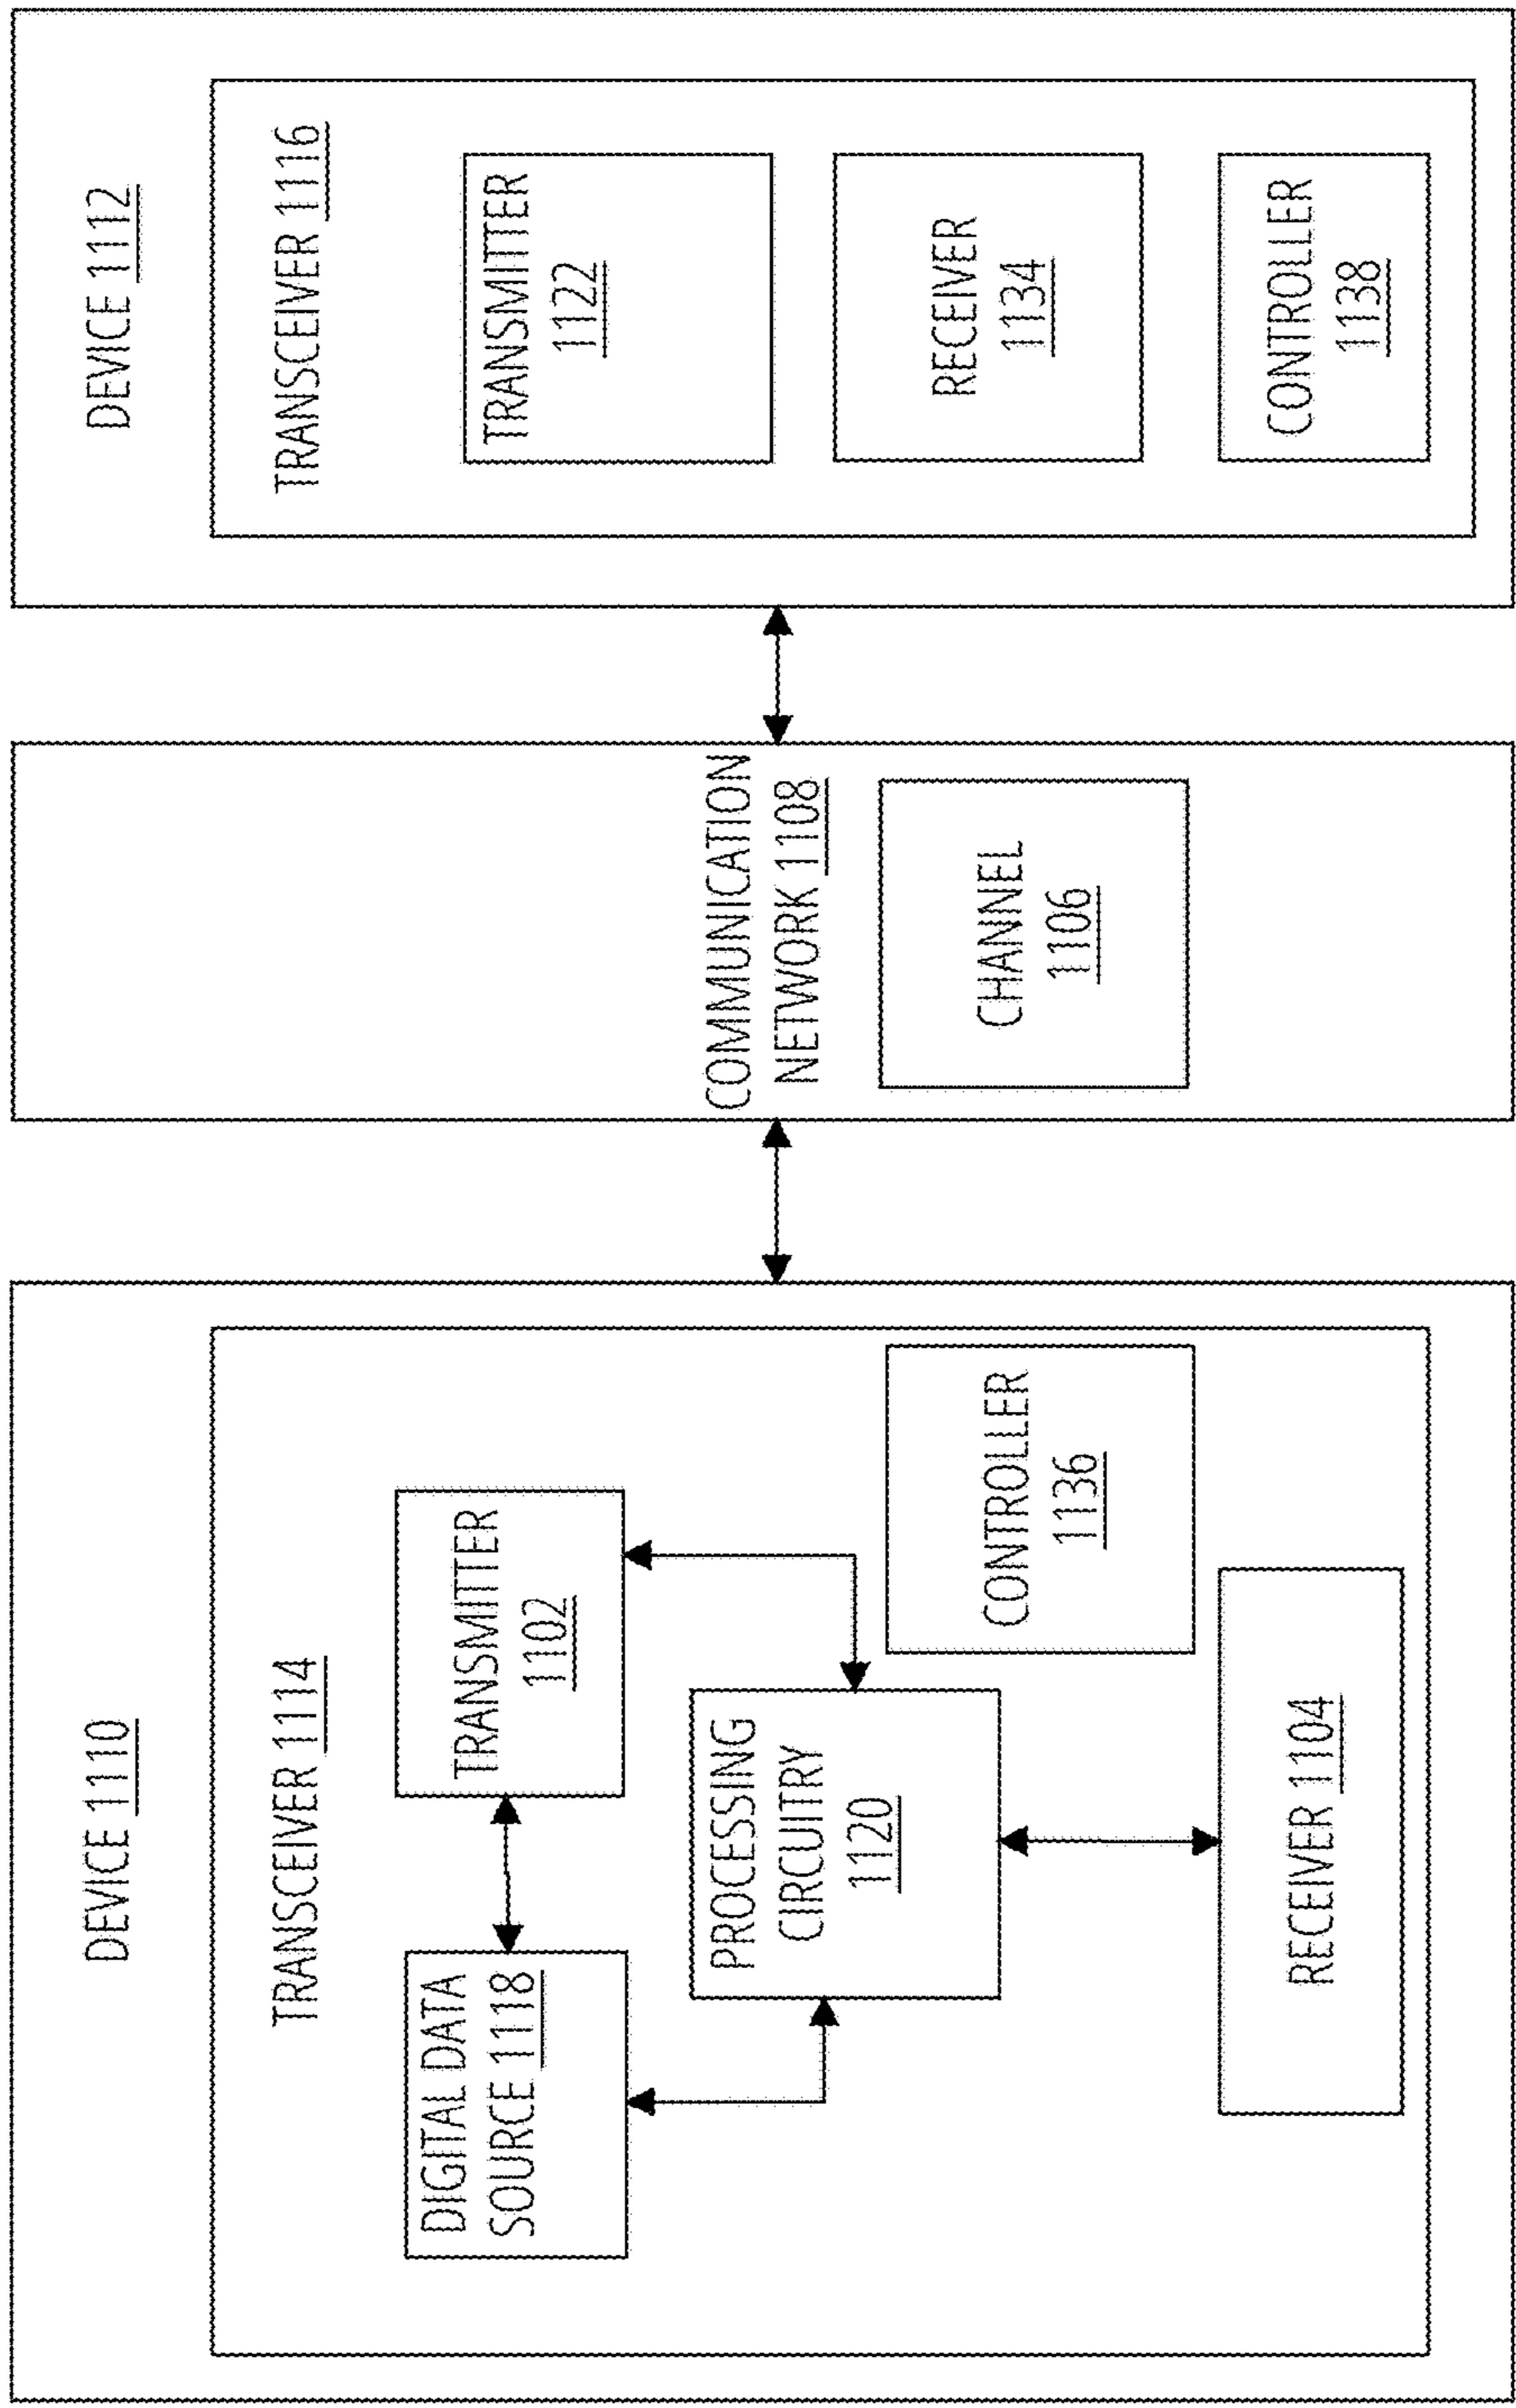 DEVICE 1110
TRANSCEIVER 1114
DIGITAL DATA
SOURCE 1118
TRANSMITTER
1102
PROCESSING
CIRCUITRY
1120
CONTROLLER
1136
RECEIVER 1104
COMMUNICATION
NETWORK 1108
CHANNEL
1106
DEVICE 1112
TRANSCEIVER 1116
TRANSMITTER
1122
RECEIVER
1134
CONTROLLER
1138